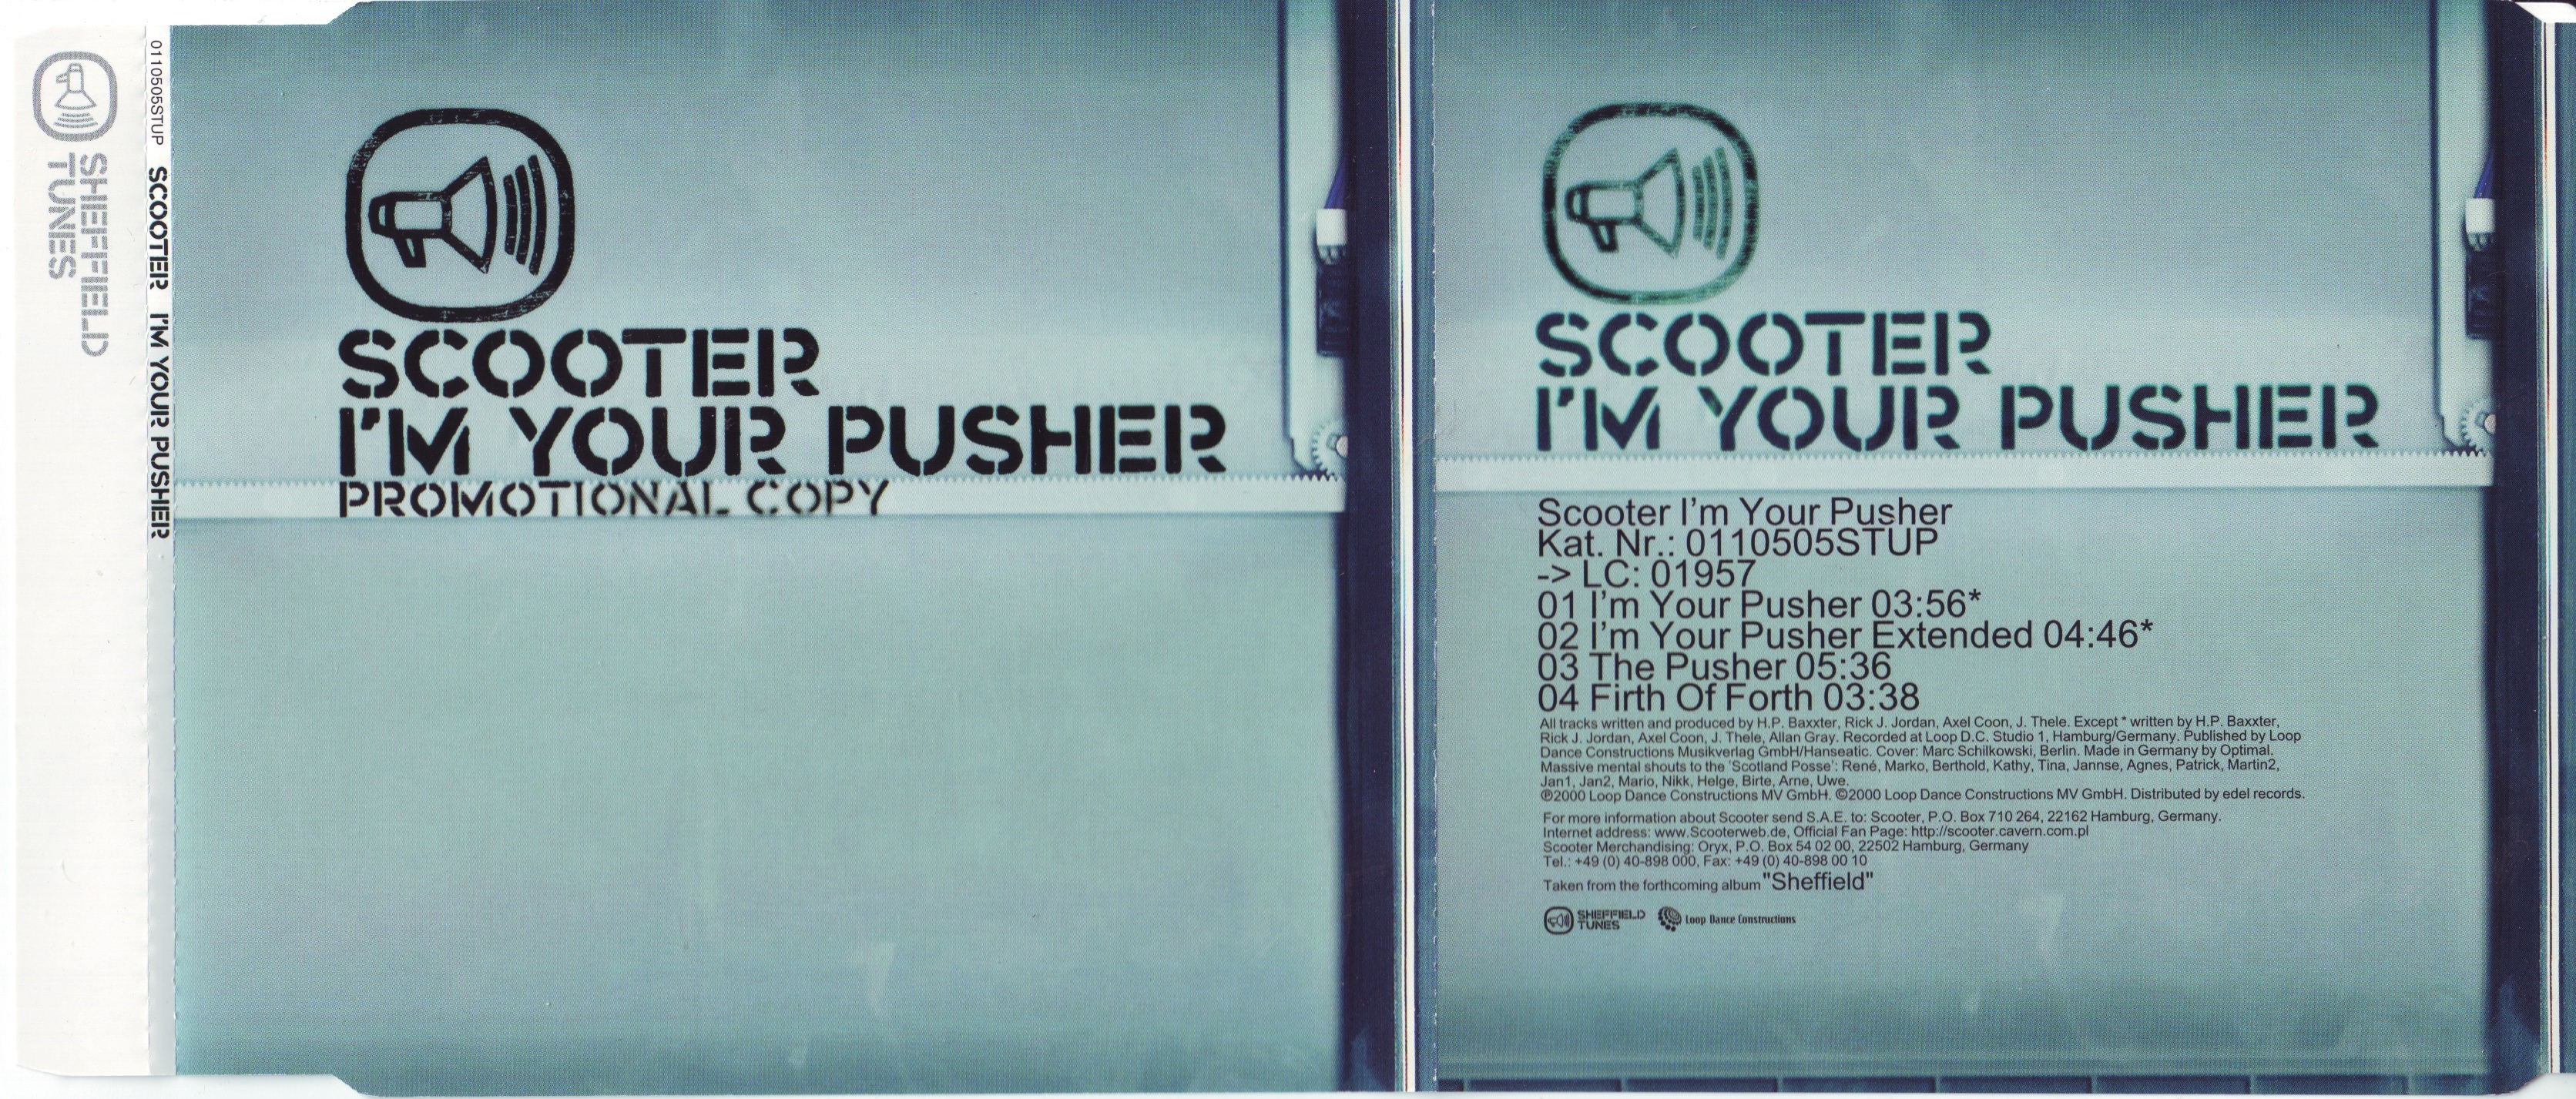 SHEFFIELD
TUNES
0110505STUP SCOOTER I'M YOUR PUSHER
SCOOTER
I'M YOUR PUSHER
PROMOTIONAL COPY
SCOOTER
I'M YOUR PUSHER
Scooter I'm Your Pusher
Kat. Nr.: 0110505STUP
-> LC: 01957
01 I'm Your Pusher 03:56*
02 I'm Your Pusher Extended 04:46*
03 The Pusher 05:36
04 Firth Of Forth 03:38
All tracks written and produced by H.P. Baxxter, Rick J. Jordan, Axel Coon, J. Thele. Except * written by H.P. Baxxter,
Rick J. Jordan, Axel Coon, J. Thele, Allan Gray. Recorded at Loop D.C. Studio 1, Hamburg/Germany. Published by Loop
Dance Constructions Musikverlag GmbH/Hanseatic. Cover: Marc Schilkowski, Berlin. Made in Germany by Optimal.
Massive mental shouts to the 'Scotland Posse': René, Marko, Berthold, Kathy, Tina, Jannse, Agnes, Patrick, Martin2,
Jan1, Jan2, Mario, Nikk, Helge, Birte, Arne, Uwe.
℗2000 Loop Dance Constructions MV GmbH. ©2000 Loop Dance Constructions MV GmbH. Distributed by edel records.
For more information about Scooter send S.A.E. to: Scooter, P.O. Box 710 264, 22162 Hamburg, Germany.
Internet address: www.Scooterweb.de, Official Fan Page: http://scooter.cavern.com.pl
Scooter Merchandising: Oryx, P.O. Box 54 02 00, 22502 Hamburg, Germany
Tel.: +49 (0) 40-898 000, Fax: +49 (0) 40-898 00 10
Taken from the forthcoming album "Sheffield"
SHEFFIELD
TUNES
Loop Dance Constructions